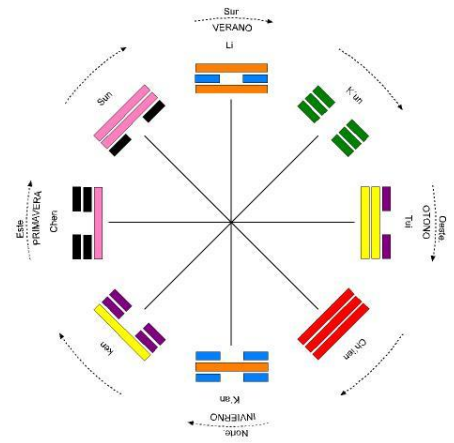 Sur
VERANO
Li
K'un
Oeste
OTOÑO
Tui
Ch'ien
K'an
INVIERNO
Norte
Ken
Chen
PRIMAVERA
Este
Sun